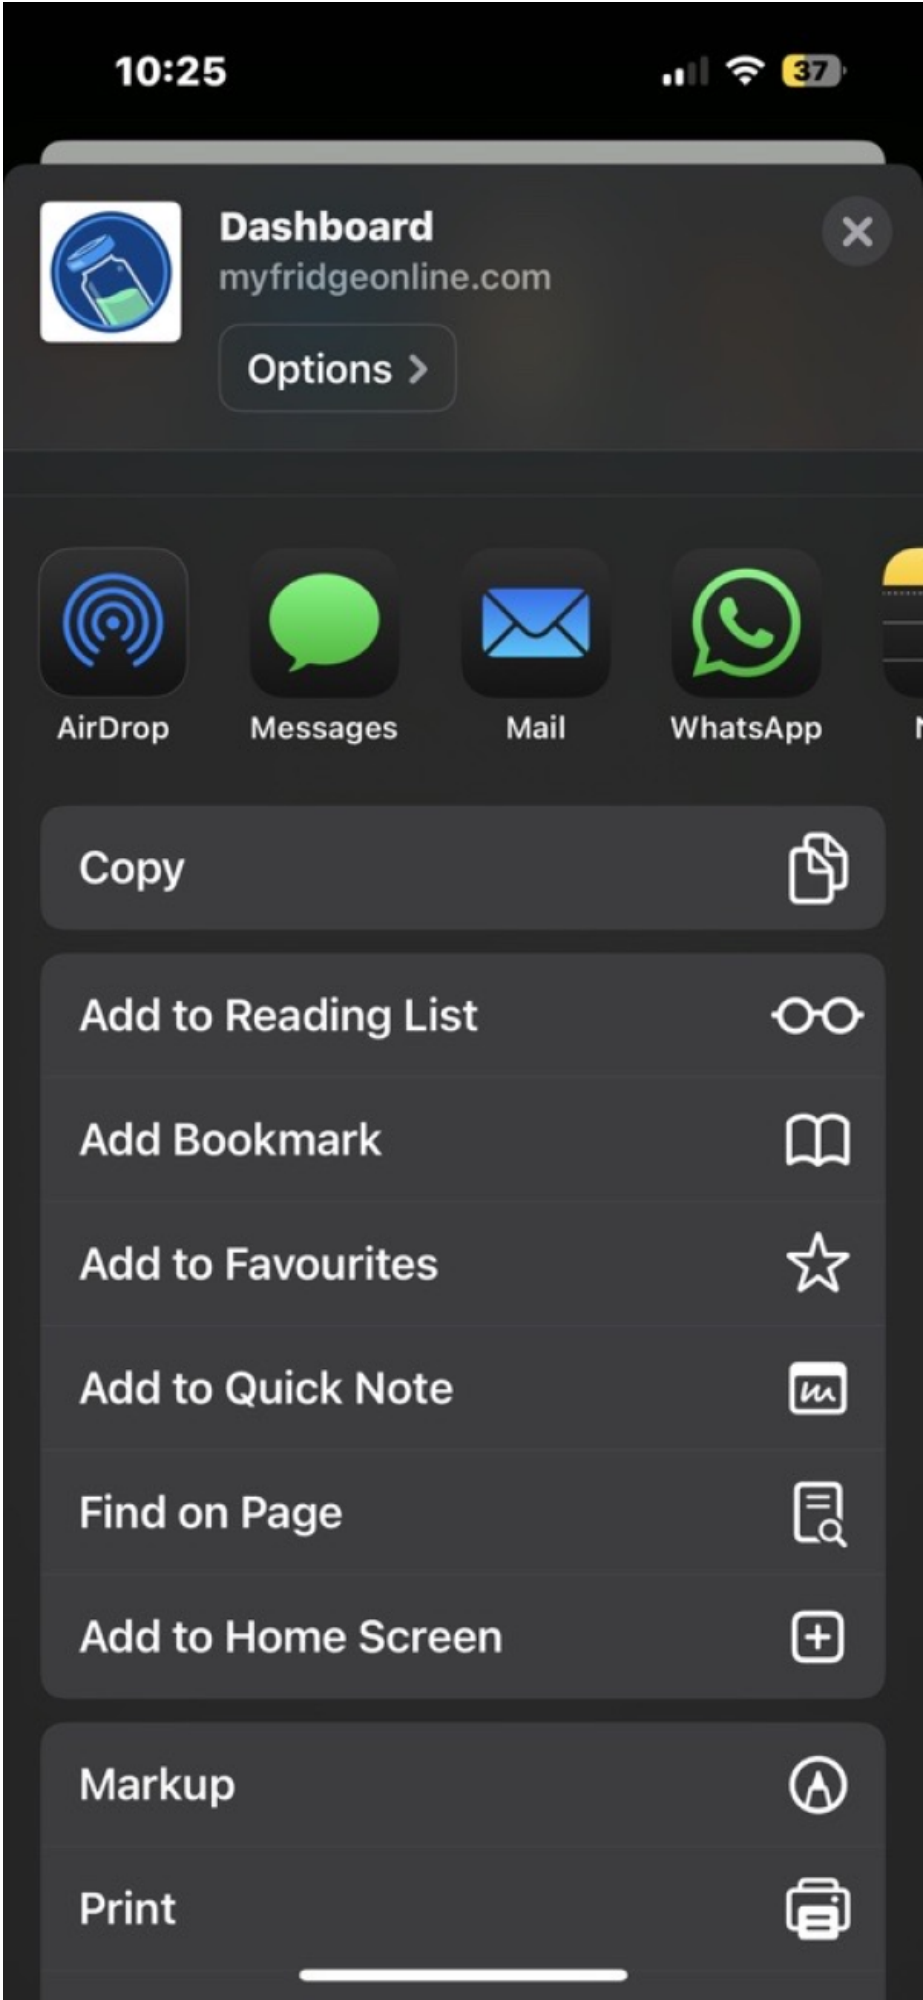 10:25
37
Dashboard
myfridgeonline.com
Options
AirDrop
Messages
Mail
WhatsApp
Copy
Add to Reading List
Add Bookmark
Add to Favourites
Add to Quick Note
Find on Page
Add to Home Screen
Markup
Print